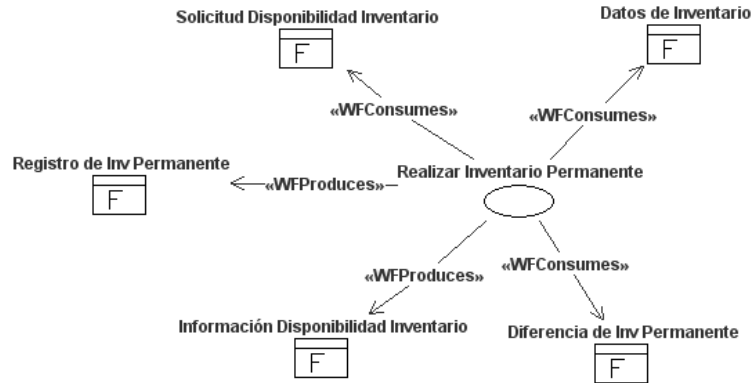 Solicitud Disponibilidad Inventario
Datos de Inventario
F
F
«WFConsumes»
«WFConsumes»
Registro de Inv Permanente
Realizar Inventario Permanente
«WFProduces»
F
«WFProduces»
«WFConsumes»
Información Disponibilidad Inventario
Diferencia de Inv Permanente
F
F